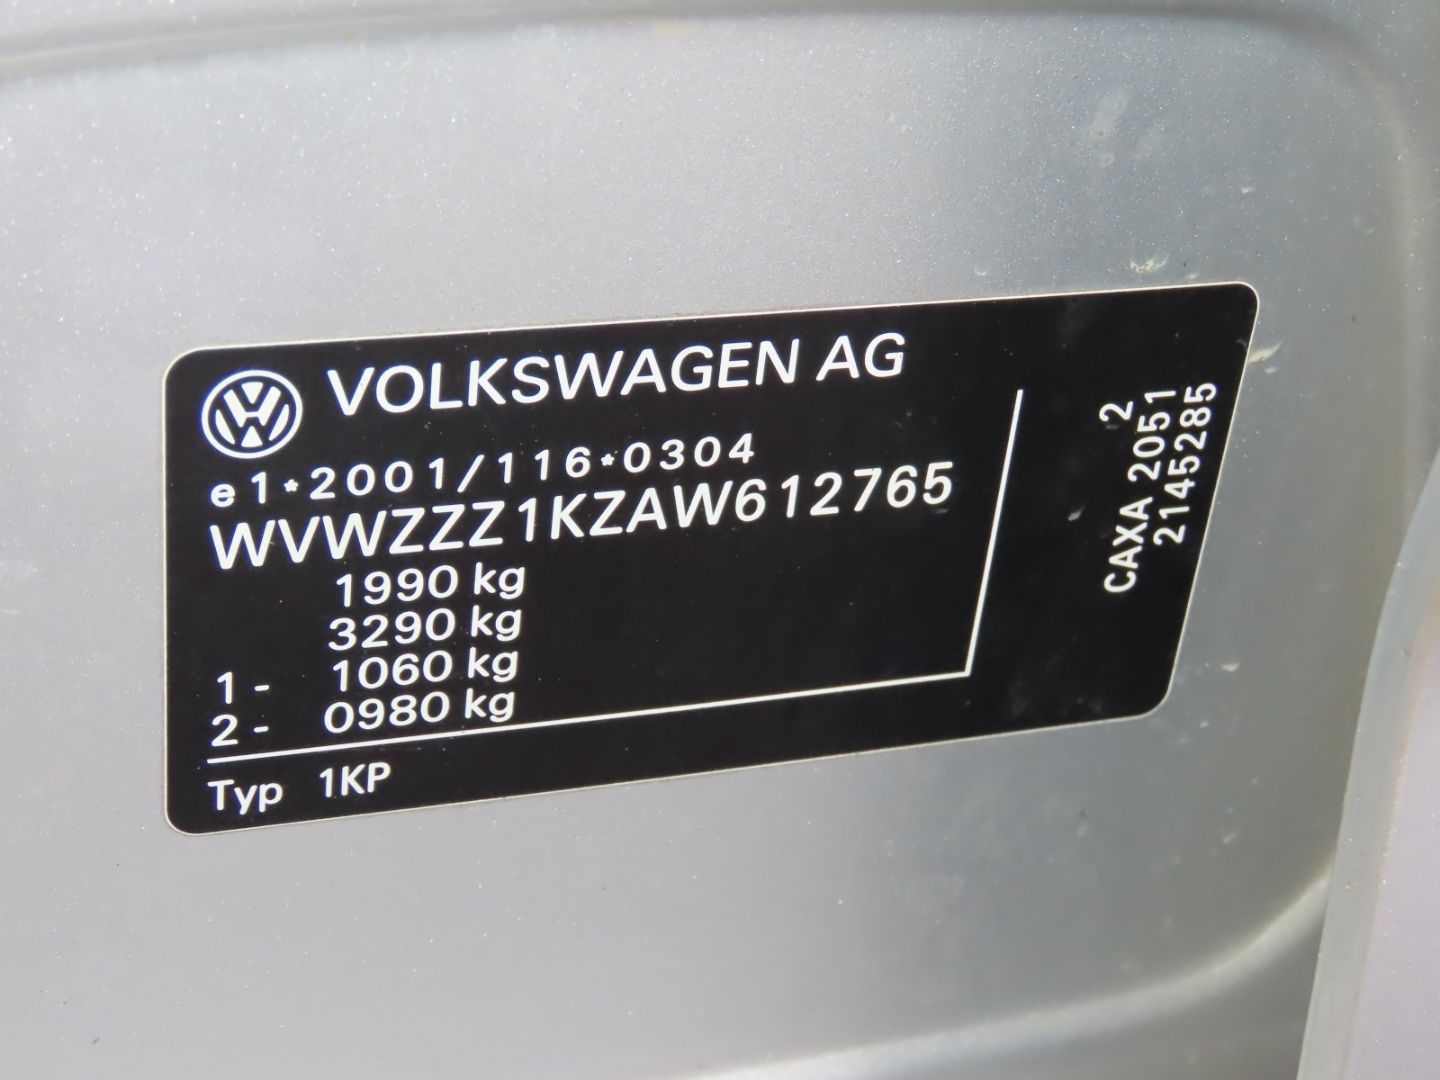 VOLKSWAGEN AG
e1*2001/116*0304
WVWZZZ1KZAW612765
1990 kg
3290 kg
1- 1060 kg
2- 0980 kg
Typ 1KP
2
CAXA 2051
2145285